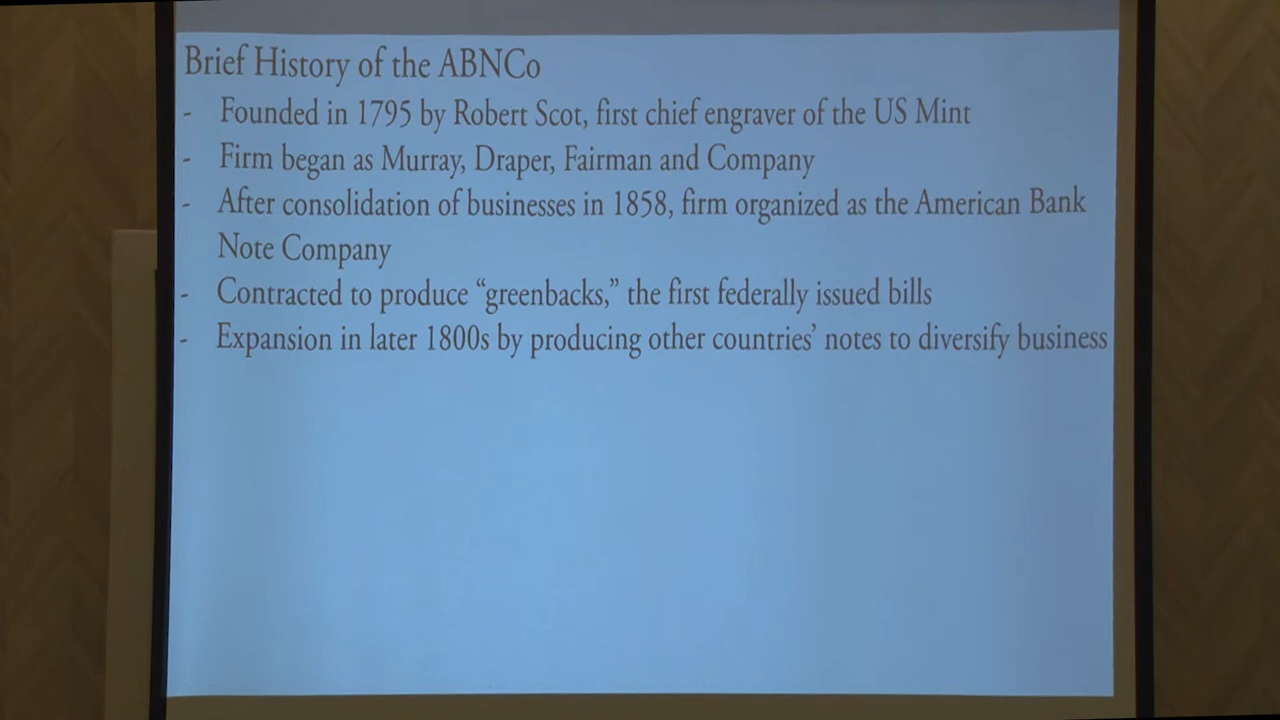 Brief History of the ABNCo
- Founded in 1795 by Robert Scot, first chief engraver of the US Mint
- Firm began as Murray, Draper, Fairman and Company
- After consolidation of businesses in 1858, firm organized as the American Bank
Note Company
- Contracted to produce “greenbacks,” the first federally issued bills
- Expansion in later 1800s by producing other countries’ notes to diversify business